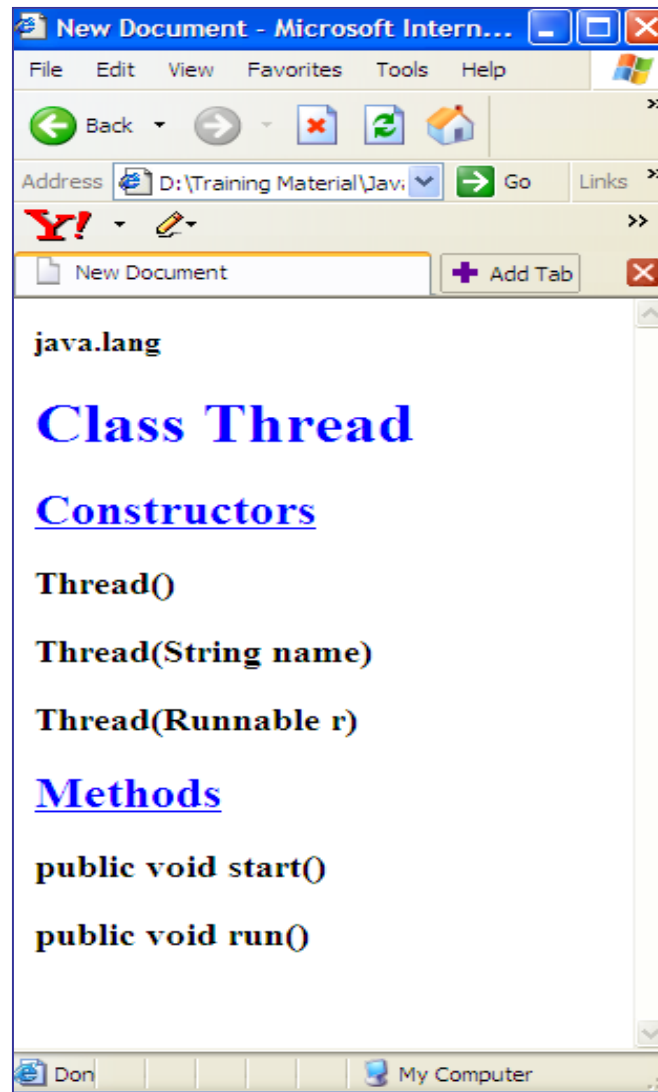 New Document - Microsoft Intern...
File Edit View Favorites Tools Help
Back
Address D:\Training Material\Jav Go Links
Y!
New Document Add Tab
java.lang
Class Thread
Constructors
Thread()
Thread(String name)
Thread(Runnable r)
Methods
public void start()
public void run()
Don My Computer